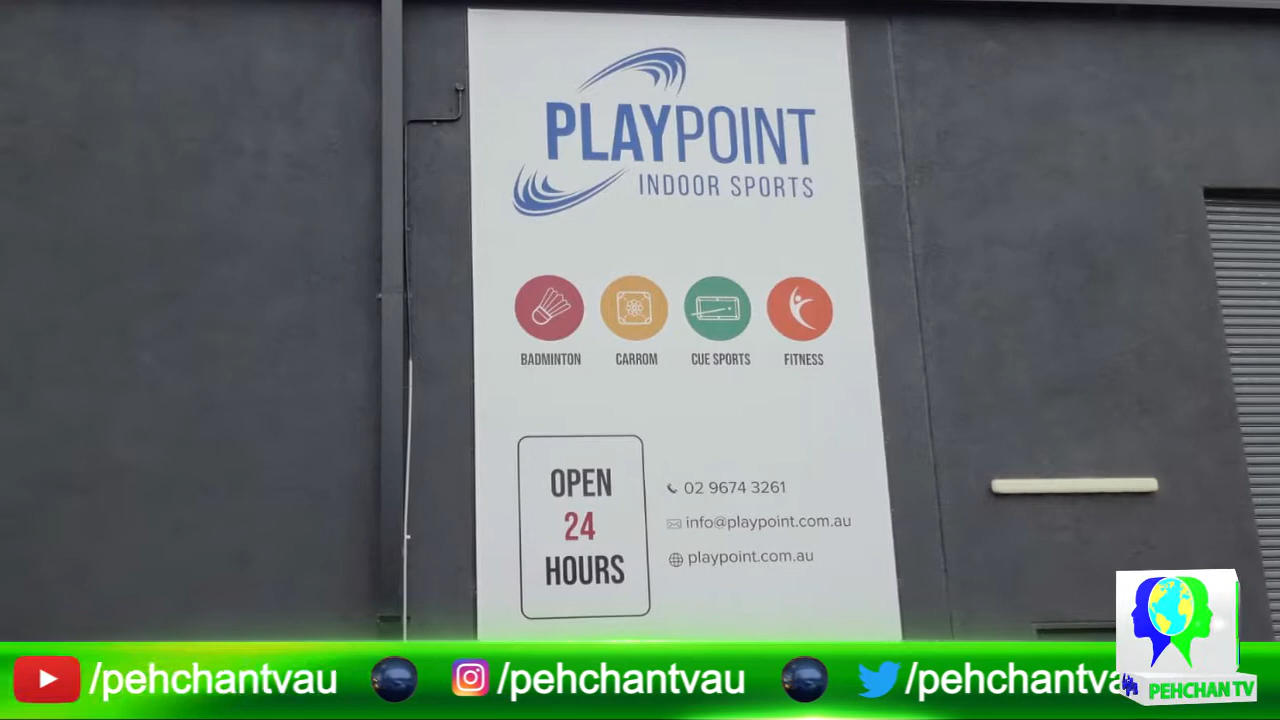 PLAYPOINT
INDOOR SPORTS
BADMINTON CARROM CUE SPORTS FITNESS
OPEN
24
HOURS
02 9674 3261
info@playpoint.com.au
playpoint.com.au
/pehchantvau /pehchantvau /pehchantva
PEHCHAN TV